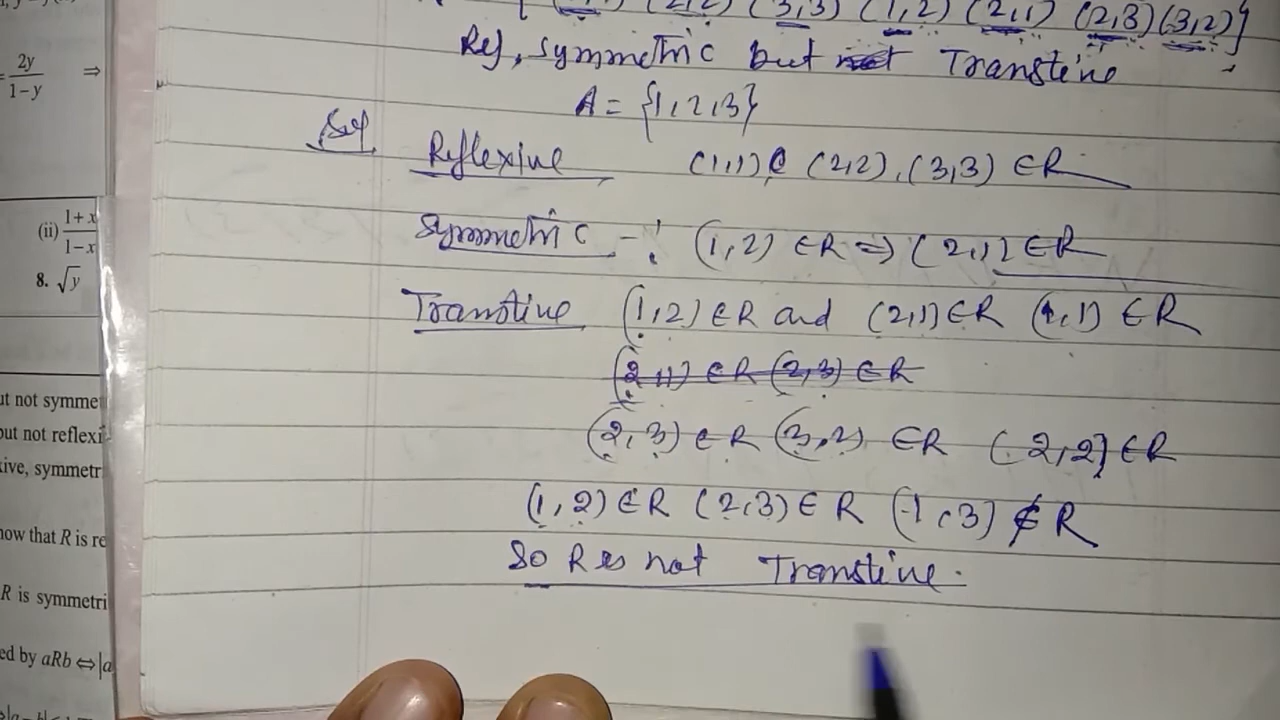 (2,2) (3,3) (1,2) (2,1) (2,3) (3,2)}
Ref, symmetric but not Transtive
A = {1,2,3}
Sol
Reflexive (1,1) (2,2), (3,3) ∈R
Symmetric -: (1,2) ∈R ⇒ (2,1) ∈R
Transtive (1,2) ∈R and (2,1)∈R (1,1) ∈R
(2,1) ∈R (2,3) ∈R
(2,3) ∈R (3,2) ∈R (2,2) ∈R
(1,2) ∈R (2,3) ∈R (1,3) ∉R
So R is not Transtive.
2y
1−y ⇒
(ii) 1+x
1−x
8. √y
ut not symme
out not reflexi
ive, symmetr
now that R is re
R is symmetri
ed by aRb ⇔ |a